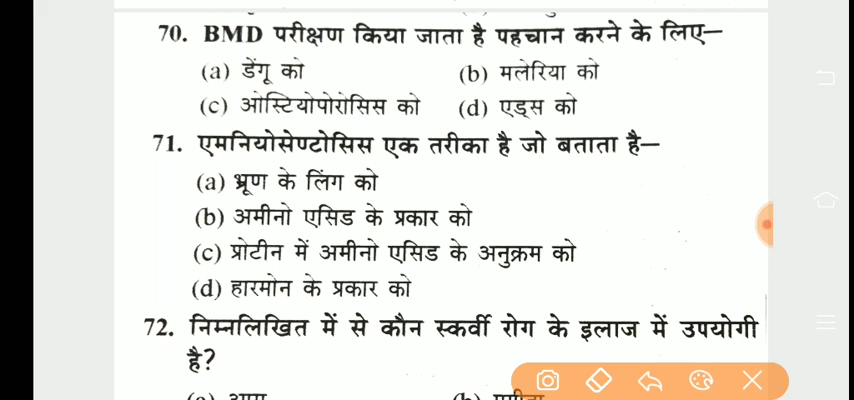 70. BMD परीक्षण किया जाता है पहचान करने के लिए—
(a) डेंगू को (b) मलेरिया को
(c) ओस्टियोपोरोसिस को (d) एड्स को
71. एमनियोसेण्टोसिस एक तरीका है जो बताता है—
(a) भ्रूण के लिंग को
(b) अमीनो एसिड के प्रकार को
(c) प्रोटीन में अमीनो एसिड के अनुक्रम को
(d) हारमोन के प्रकार को
72. निम्नलिखित में से कौन स्कर्वी रोग के इलाज में उपयोगी
है?